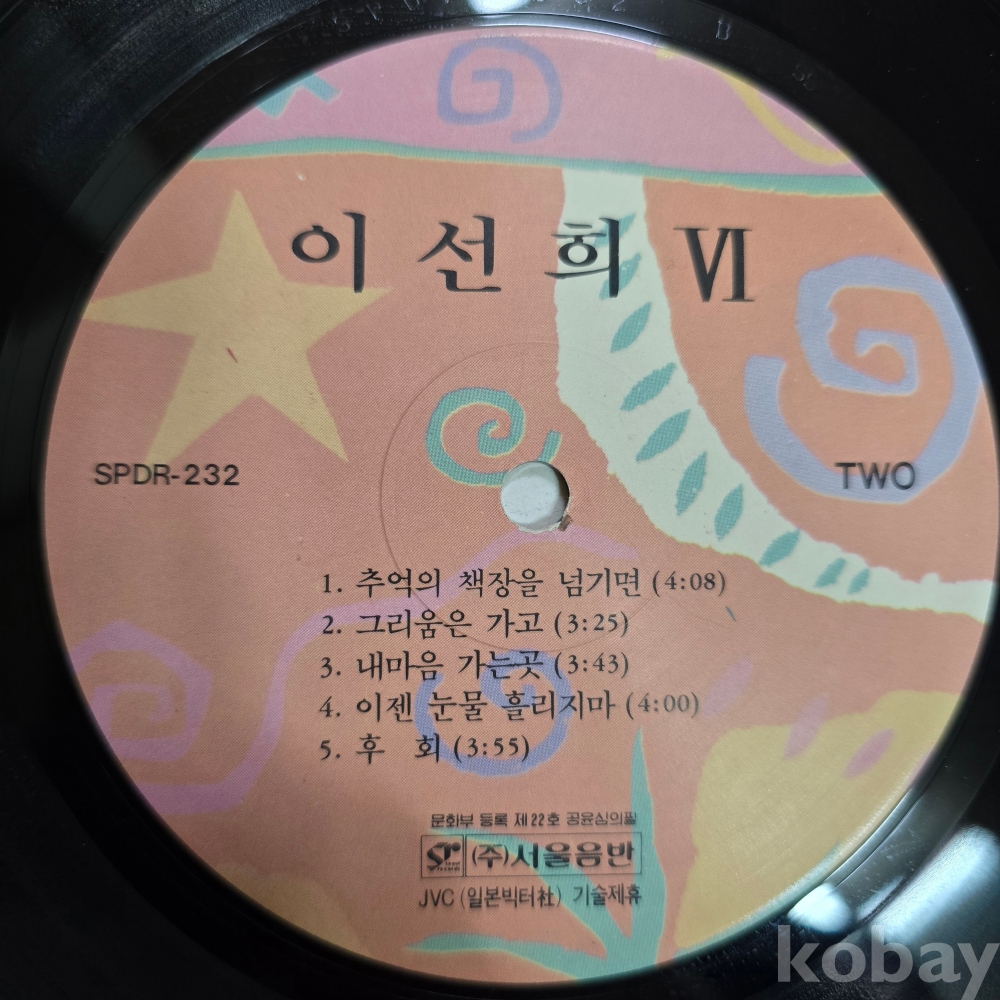 이선희 VI
SPDR-232
TWO
1. 추억의 책장을 넘기면 (4:08)
2. 그리움은 가고 (3:25)
3. 내마음 가는곳 (3:43)
4. 이젠 눈물 흘리지마 (4:00)
5. 후 회 (3:55)
문화부 등록 제22호 공윤심의필
(주)서울음반
JVC (일본빅터社) 기술제휴
kobay